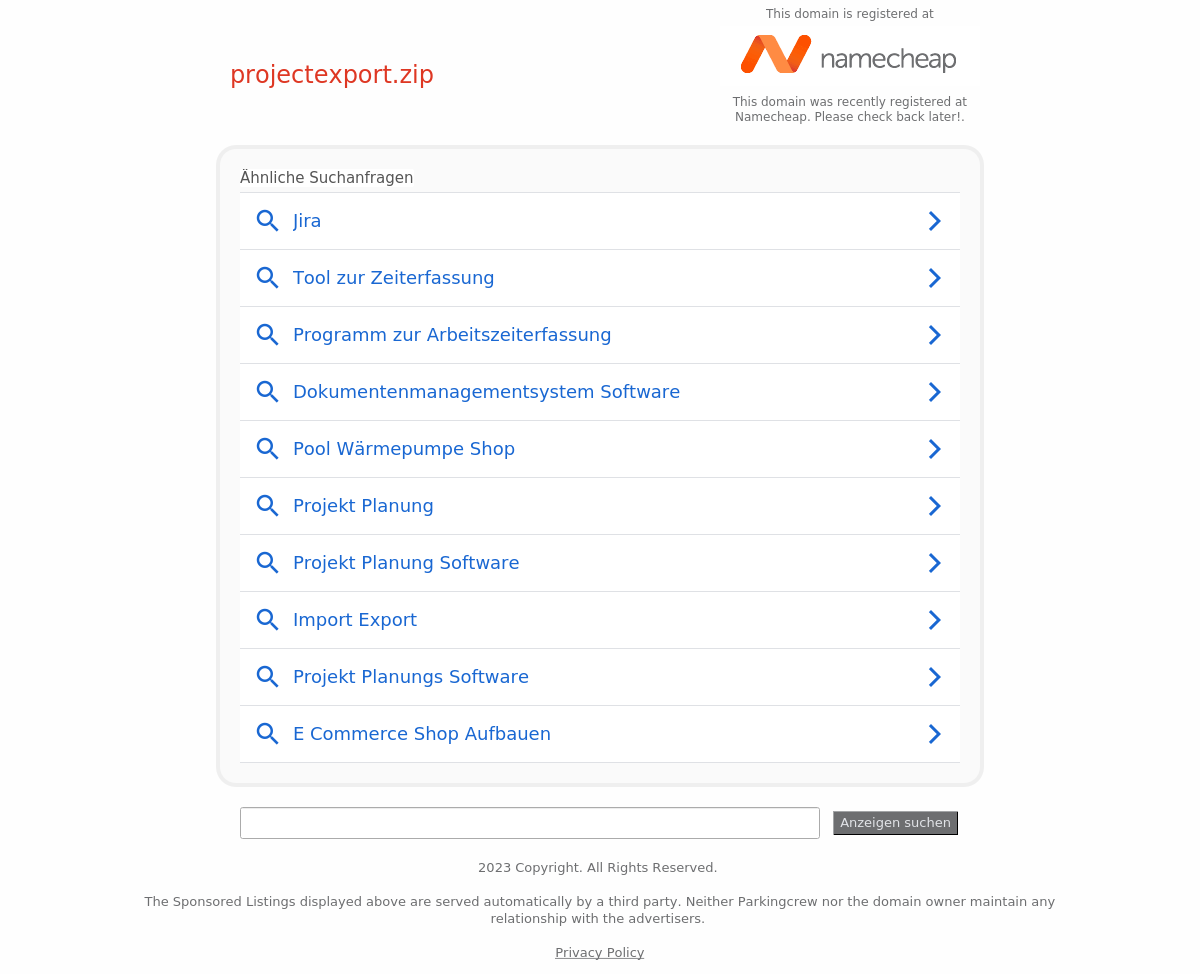 This domain is registered at
namecheap
projectexport.zip
This domain was recently registered at
Namecheap. Please check back later!.
Ähnliche Suchanfragen
Jira
Tool zur Zeiterfassung
Programm zur Arbeitszeiterfassung
Dokumentenmanagementsystem Software
Pool Wärmepumpe Shop
Projekt Planung
Projekt Planung Software
Import Export
Projekt Planungs Software
E Commerce Shop Aufbauen
Anzeigen suchen
2023 Copyright. All Rights Reserved.
The Sponsored Listings displayed above are served automatically by a third party. Neither Parkingcrew nor the domain owner maintain any
relationship with the advertisers.
Privacy Policy